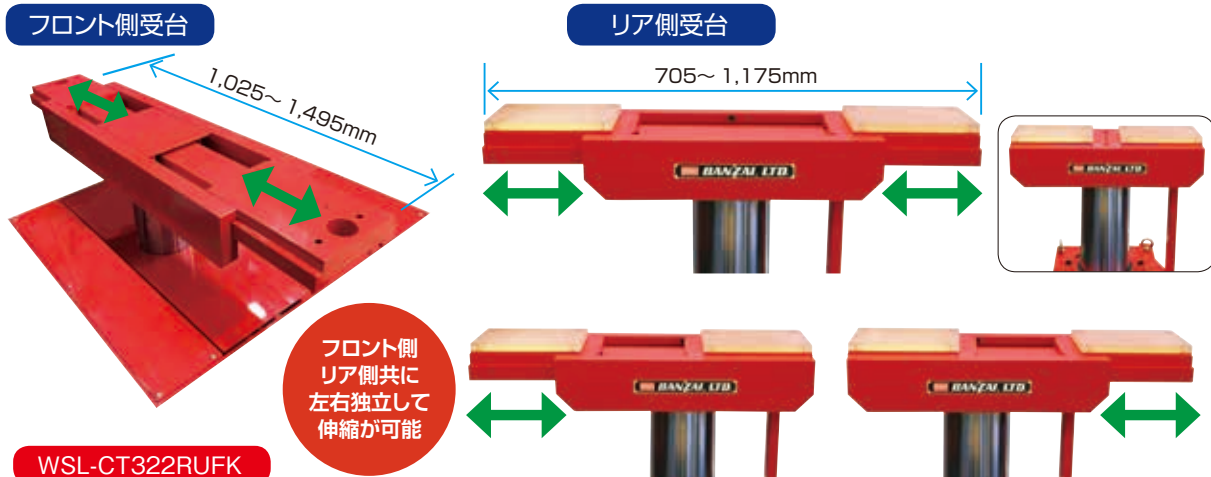 フロント側受台
リア側受台
1,025～1,495mm
705～1,175mm
BANZAI LTD.
BANZAI LTD.
フロント側
リア側共に
左右独立して
伸縮が可能
BANZAI LTD
BANZAI LTD
WSL-CT322RUFK